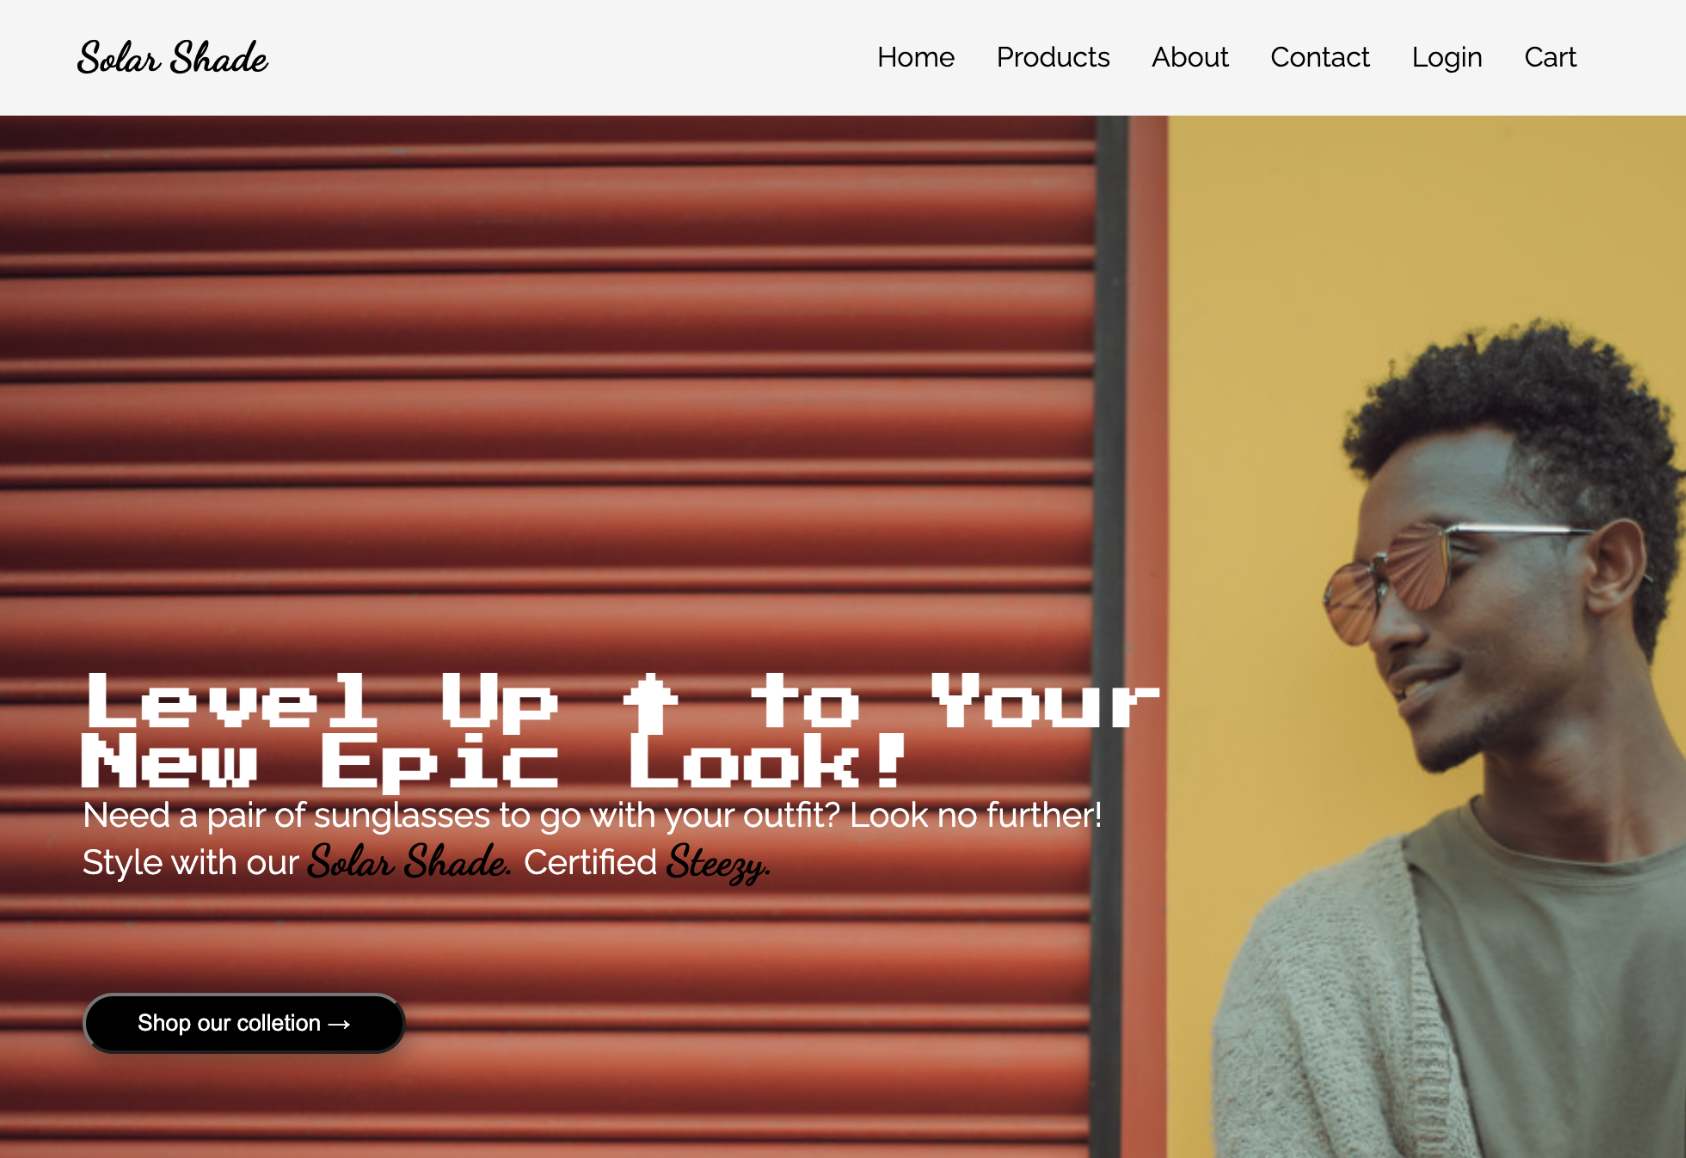 Solar Shade
Home Products About Contact Login Cart
Level Up ⬆ to Your
New Epic Look!
Need a pair of sunglasses to go with your outfit? Look no further!
Style with our Solar Shade. Certified Steezy.
Shop our colletion →